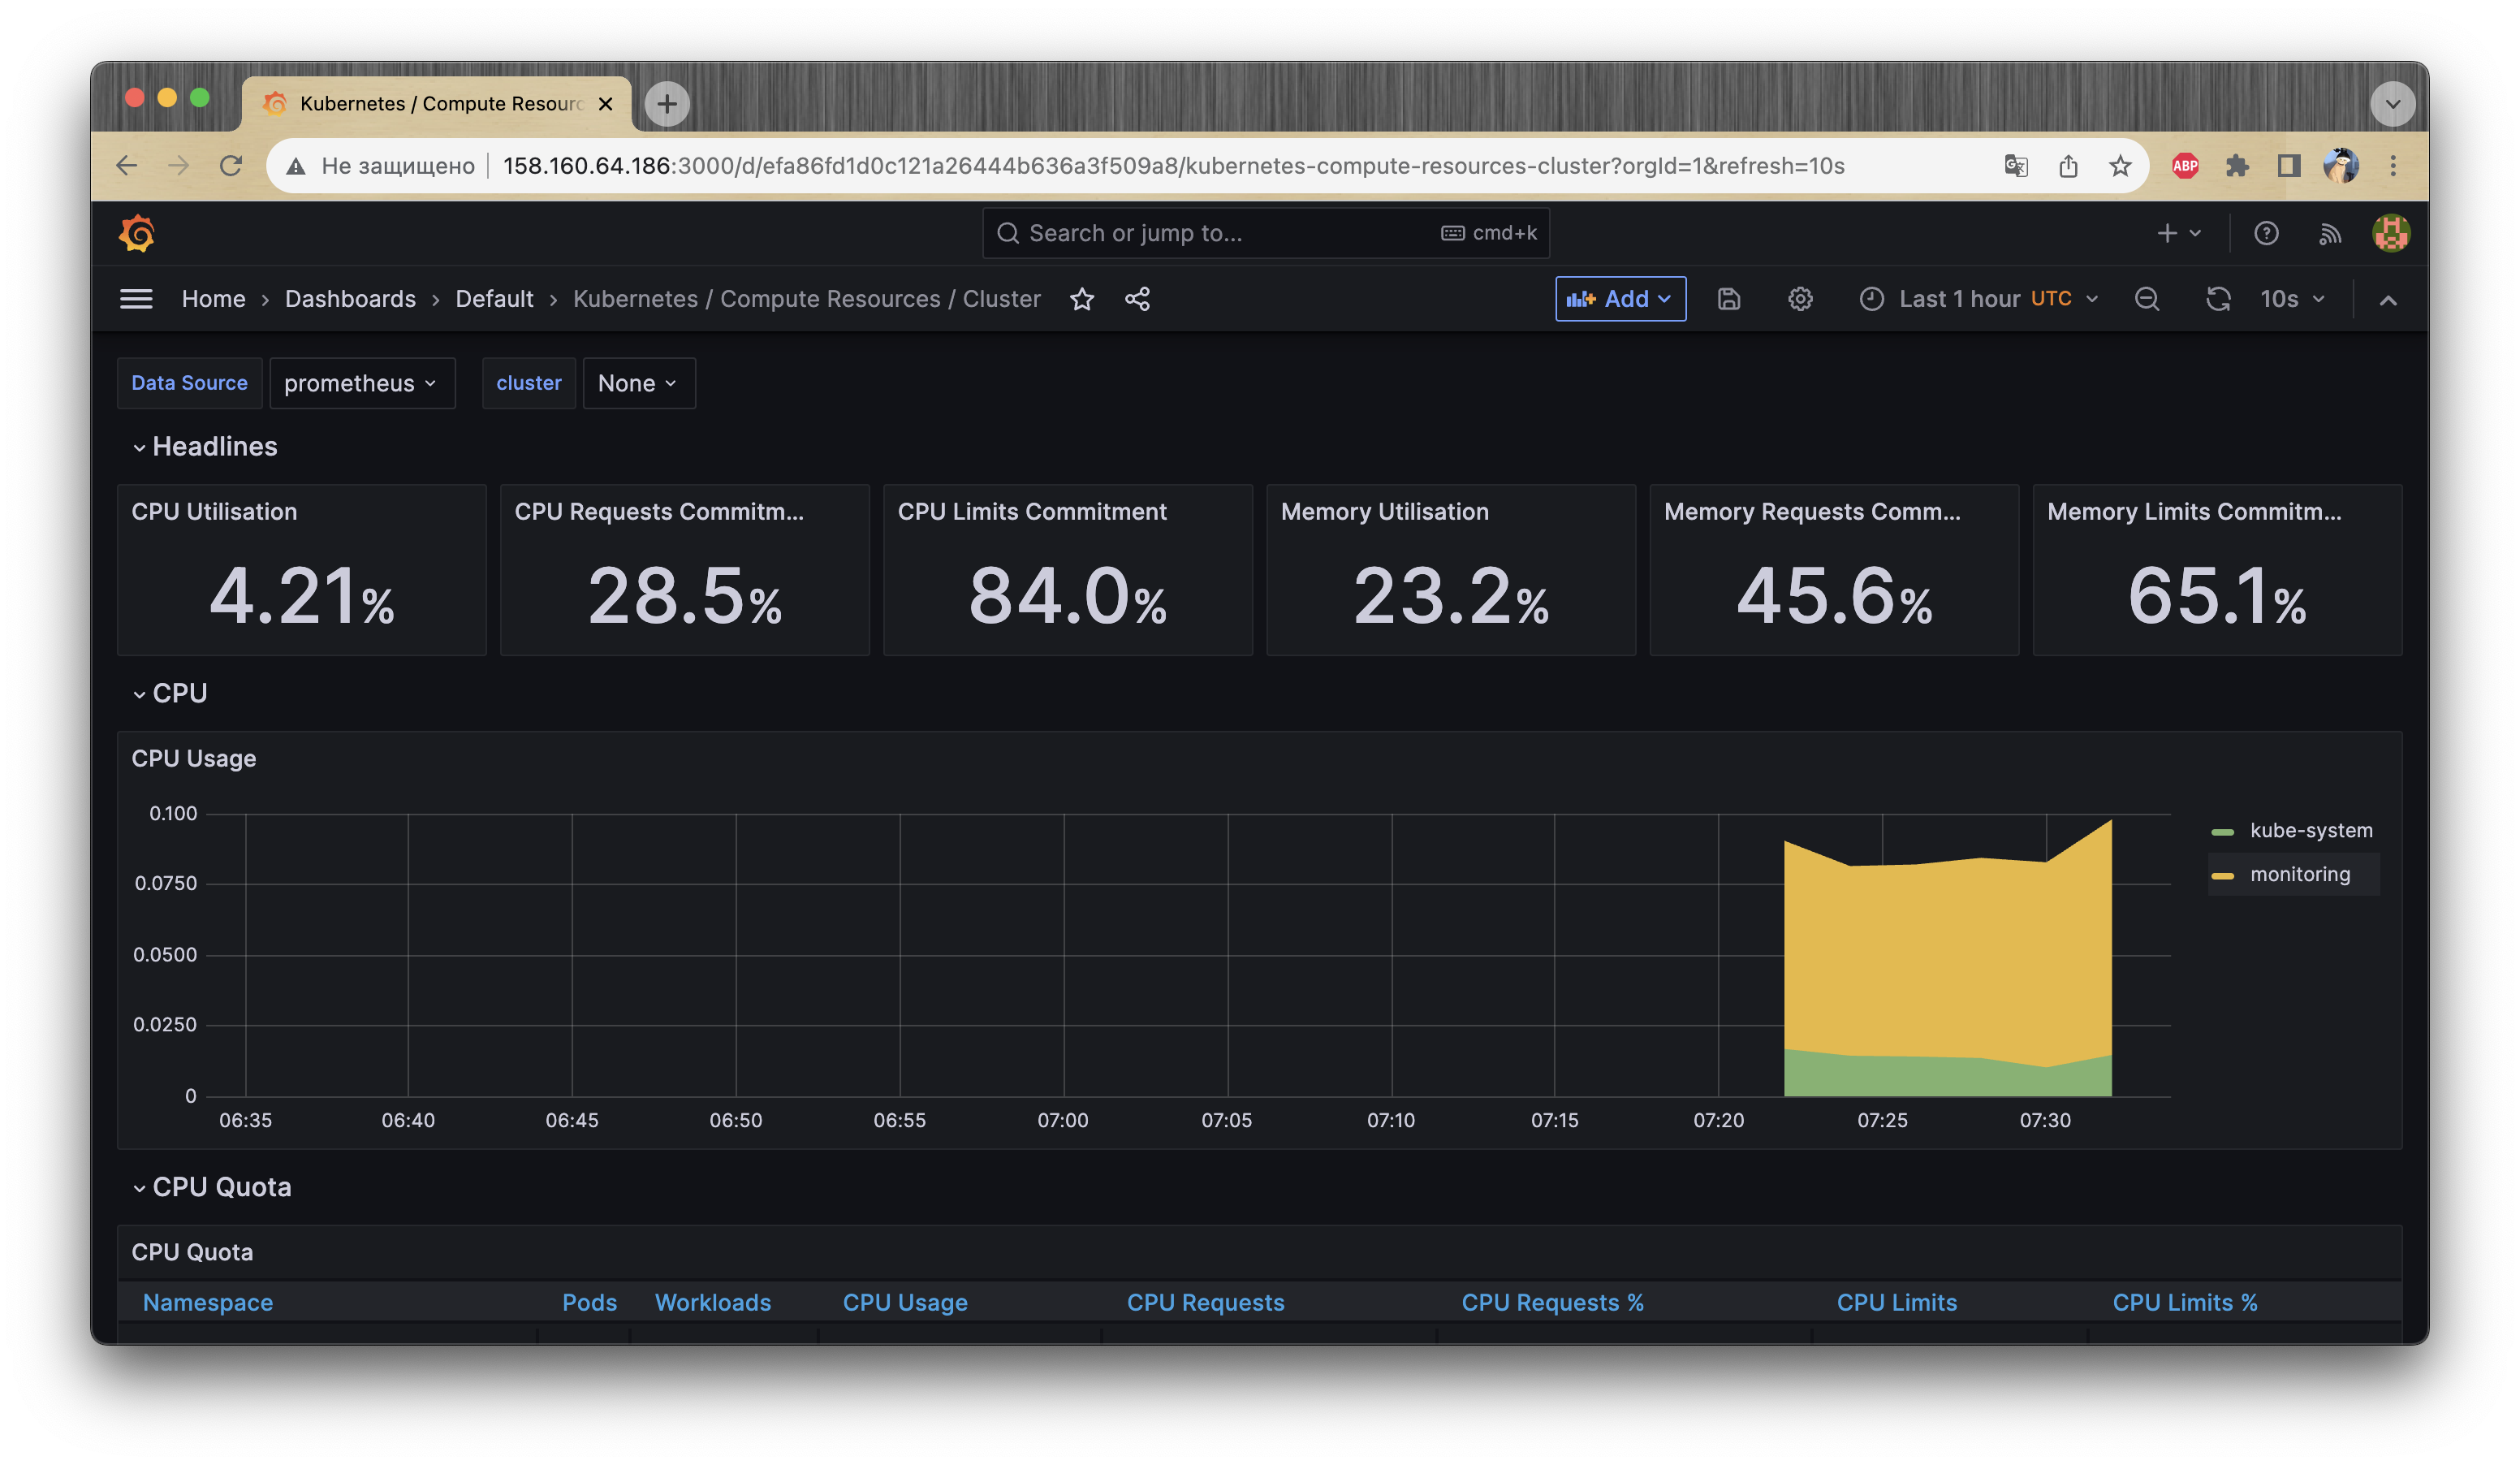 Kubernetes / Compute Resourc
Не защищено 158.160.64.186:3000/d/efa86fd1d0c121a26444b636a3f509a8/kubernetes-compute-resources-cluster?orgId=1&refresh=10s
ABP
Search or jump to... cmd+k
Home › Dashboards › Default › Kubernetes / Compute Resources / Cluster Add Last 1 hour UTC 10s
Data Source prometheus cluster None
Headlines
CPU Utilisation
4.21%
CPU Requests Commitm...
28.5%
CPU Limits Commitment
84.0%
Memory Utilisation
23.2%
Memory Requests Comm...
45.6%
Memory Limits Commitm...
65.1%
CPU
CPU Usage
0.100
0.0750
0.0500
0.0250
0
06:35 06:40 06:45 06:50 06:55 07:00 07:05 07:10 07:15 07:20 07:25 07:30
kube-system
monitoring
CPU Quota
CPU Quota
Namespace Pods Workloads CPU Usage CPU Requests CPU Requests % CPU Limits CPU Limits %